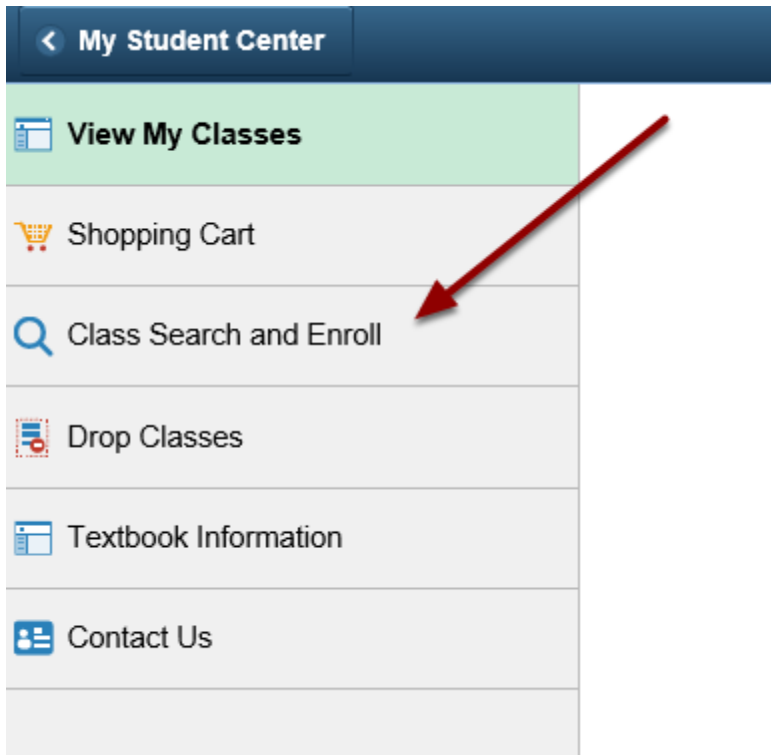 My Student Center
View My Classes
Shopping Cart
Class Search and Enroll
Drop Classes
Textbook Information
Contact Us